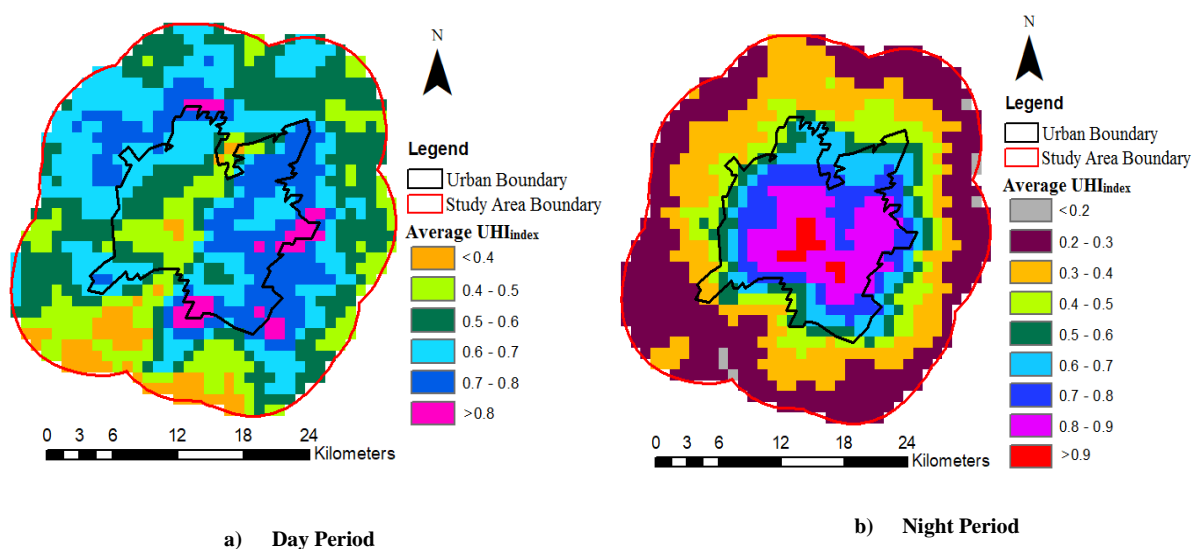 N
Legend
Urban Boundary
Study Area Boundary
Average UHIindex
<0.4
0.4 - 0.5
0.5 - 0.6
0.6 - 0.7
0.7 - 0.8
>0.8
0 3 6 12 18 24
Kilometers
a) Day Period
N
Legend
Urban Boundary
Study Area Boundary
Average UHIindex
<0.2
0.2 - 0.3
0.3 - 0.4
0.4 - 0.5
0.5 - 0.6
0.6 - 0.7
0.7 - 0.8
0.8 - 0.9
>0.9
0 3 6 12 18 24
Kilometers
b) Night Period